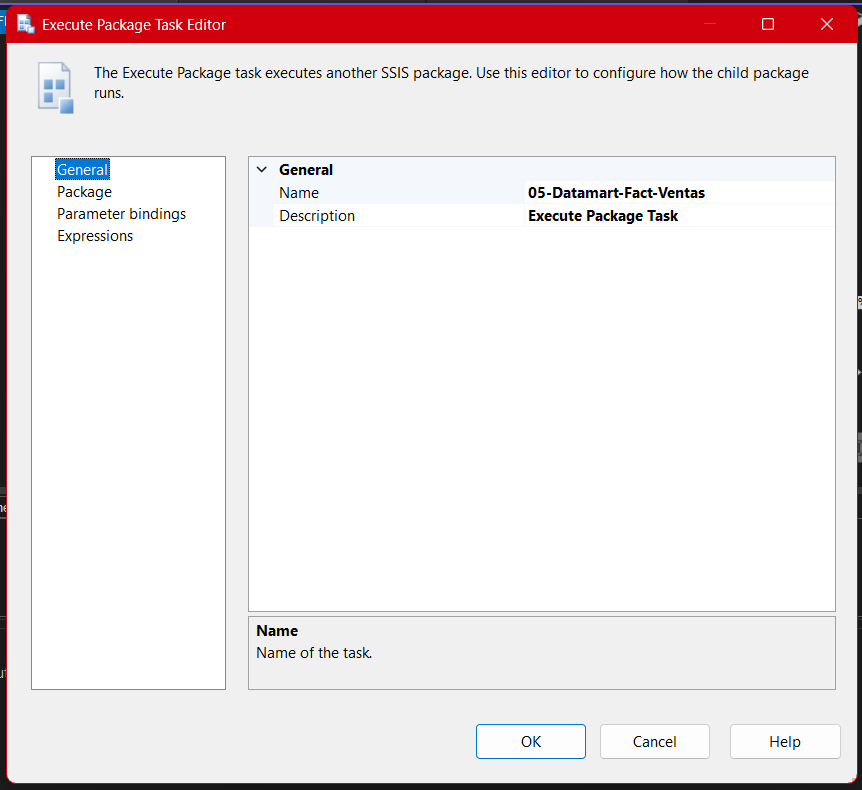 Execute Package Task Editor
The Execute Package task executes another SSIS package. Use this editor to configure how the child package
runs.
General
Package
Parameter bindings
Expressions
General
Name 05-Datamart-Fact-Ventas
Description Execute Package Task
Name
Name of the task.
OK Cancel Help